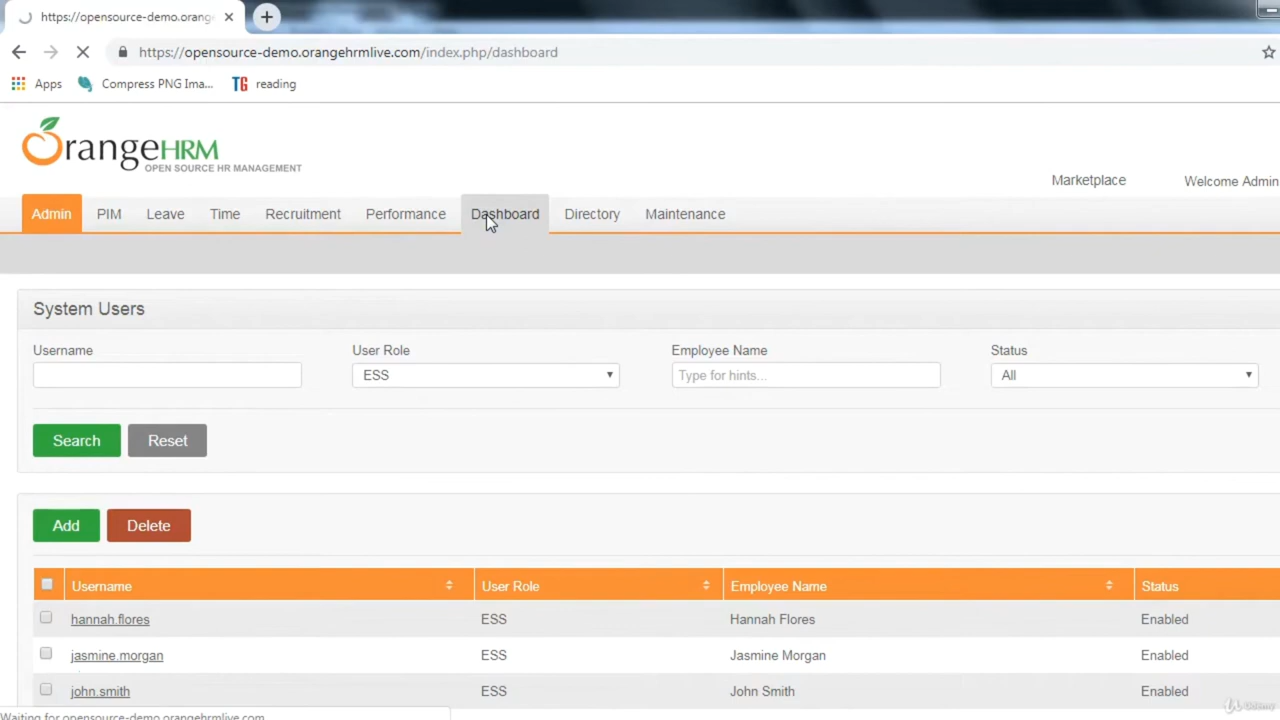 https://opensource-demo.orang
https://opensource-demo.orangehrmlive.com/index.php/dashboard
Apps Compress PNG Ima... TG reading
OrangeHRM
OPEN SOURCE HR MANAGEMENT
Marketplace Welcome Admin
Admin PIM Leave Time Recruitment Performance Dashboard Directory Maintenance
System Users
Username User Role Employee Name Status
ESS Type for hints... All
Search Reset
Add Delete
Username User Role Employee Name Status
hannah.flores ESS Hannah Flores Enabled
jasmine.morgan ESS Jasmine Morgan Enabled
john.smith ESS John Smith Enabled
Waiting for opensource-demo.orangehrmlive.com
Udemy